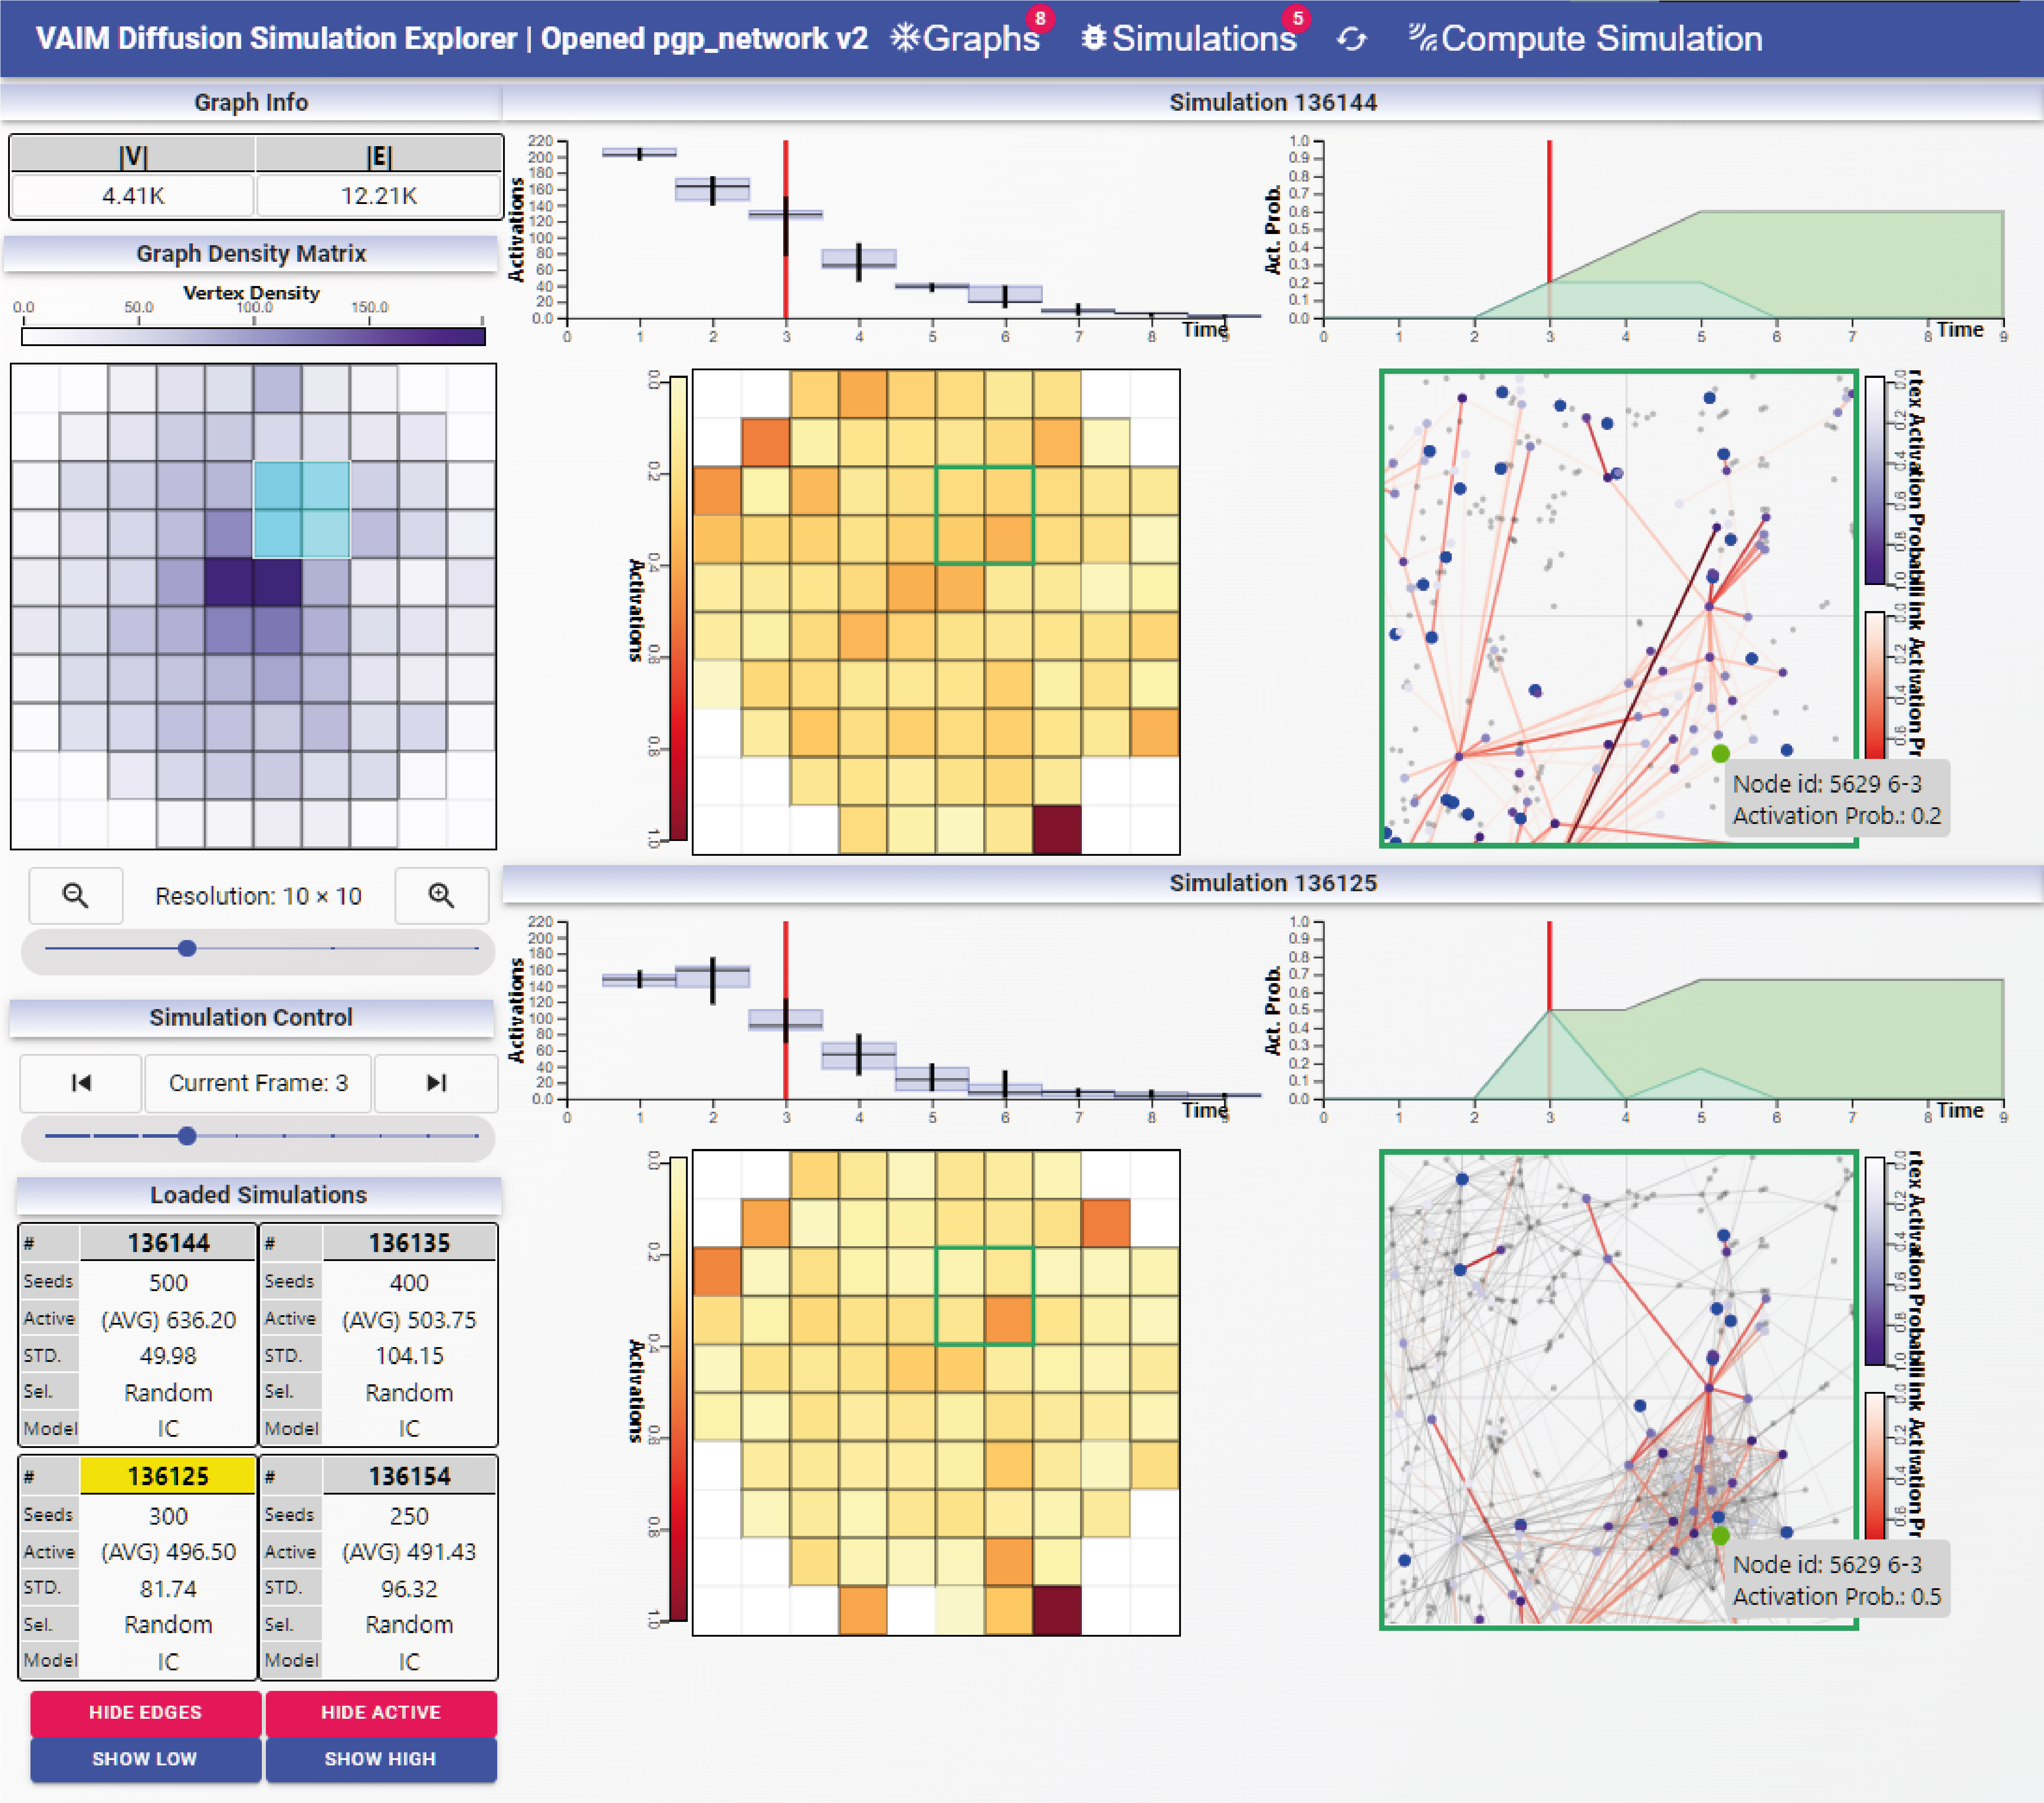 VAIM Diffusion Simulation Explorer | Opened pgp_network v2 Graphs 8 Simulations 5 Compute Simulation
Graph Info
|V| |E|
4.41K 12.21K
Graph Density Matrix
Vertex Density
0.0 50.0 100.0 150.0
Resolution: 10 × 10
Simulation Control
Current Frame: 3
Loaded Simulations
# 136144 # 136135
Seeds 500 Seeds 400
Active (AVG) 636.20 Active (AVG) 503.75
STD. 49.98 STD. 104.15
Sel. Random Sel. Random
Model IC Model IC
# 136125 # 136154
Seeds 300 Seeds 250
Active (AVG) 496.50 Active (AVG) 491.43
STD. 81.74 STD. 96.32
Sel. Random Sel. Random
Model IC Model IC
HIDE EDGES HIDE ACTIVE
SHOW LOW SHOW HIGH
Simulation 136144
Activations
220
200
180
160
140
120
100
80
60
40
20
0.0
0 1 2 3 4 5 6 7 8 9
Time
Act. Prob.
1.0
0.9
0.8
0.7
0.6
0.5
0.4
0.3
0.2
0.1
0.0
0 1 2 3 4 5 6 7 8 9
Time
Activations
0.0
0.2
0.4
0.8
0.8
1.0
rtex Activation Probabili
0.0 0.2 0.4 0.6 0.8 1.0
ink Activation Pr
0.0 0.2 0.4 0.6
Node id: 5629 6-3
Activation Prob.: 0.2
Simulation 136125
Activations
220
200
180
160
140
120
100
80
60
40
20
0.0
0 1 2 3 4 5 6 7 8 9
Time
Act. Prob.
1.0
0.9
0.8
0.7
0.6
0.5
0.4
0.3
0.2
0.1
0.0
0 1 2 3 4 5 6 7 8 9
Time
Activations
0.0
0.2
0.4
0.8
0.8
1.0
rtex Activation Probabili
0.0 0.2 0.4 0.6 0.8 1.0
ink Activation Pr
0.0 0.2 0.4 0.6
Node id: 5629 6-3
Activation Prob.: 0.5